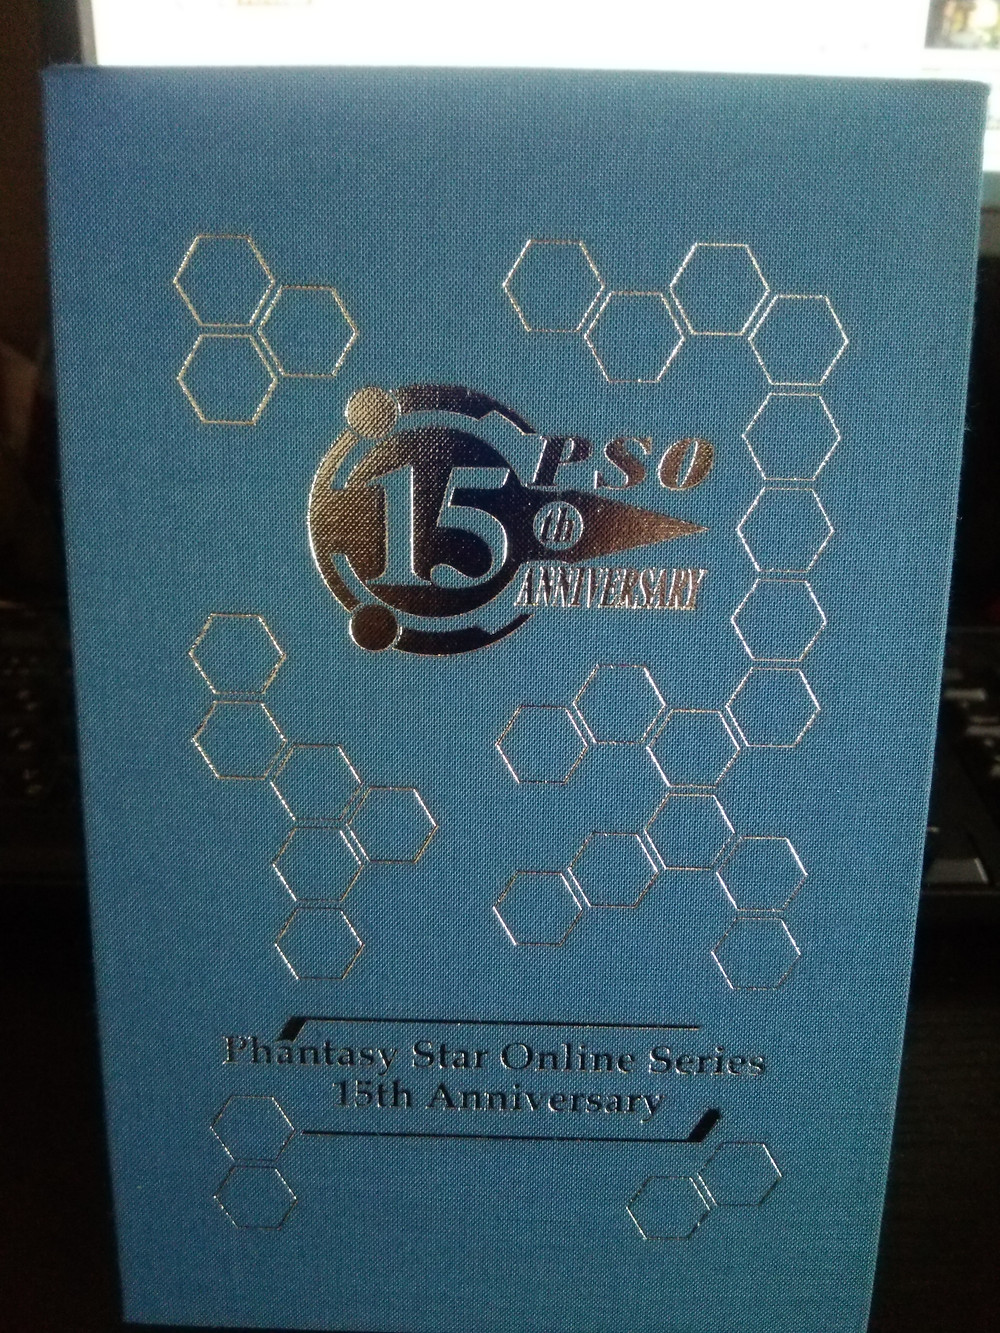 PSO
15
th
ANNIVERSARY
Phantasy Star Online Series
15th Anniversary